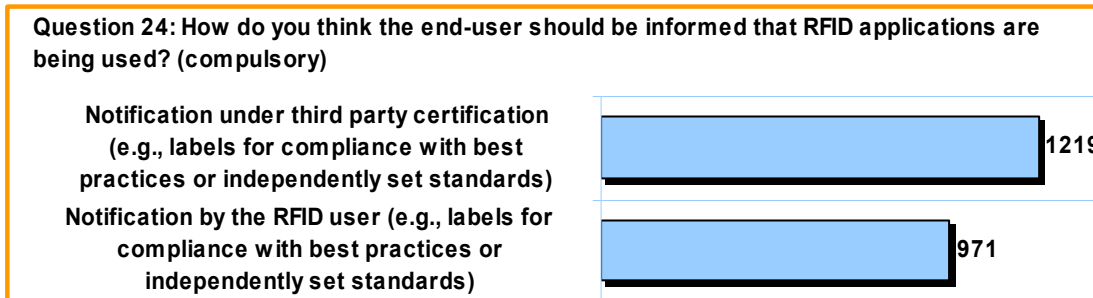 Question 24: How do you think the end-user should be informed that RFID applications are
being used? (compulsory)
Notification under third party certification
(e.g., labels for compliance with best
practices or independently set standards)
1219
Notification by the RFID user (e.g., labels for
compliance with best practices or
independently set standards)
971